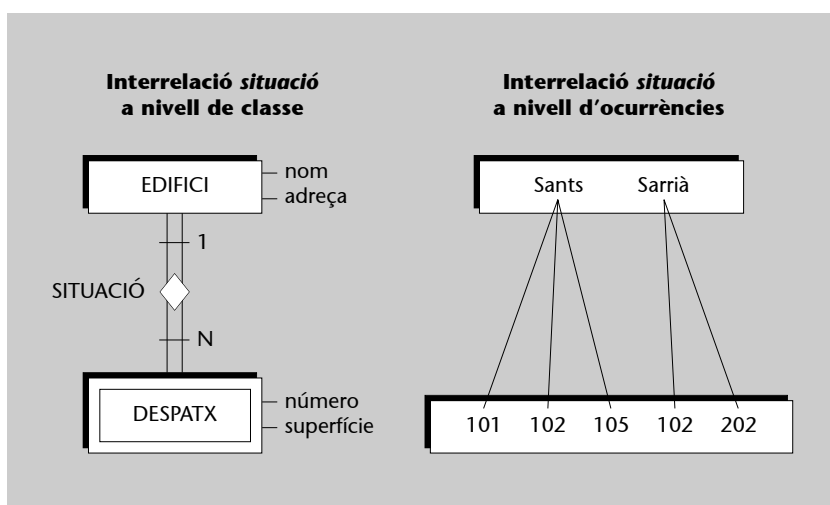 Interrelació situació
a nivell de classe
EDIFICI
nom
adreça
1
SITUACIÓ
N
DESPATX
número
superfície
Interrelació situació
a nivell d'ocurrències
Sants Sarrià
101 102 105 102 202